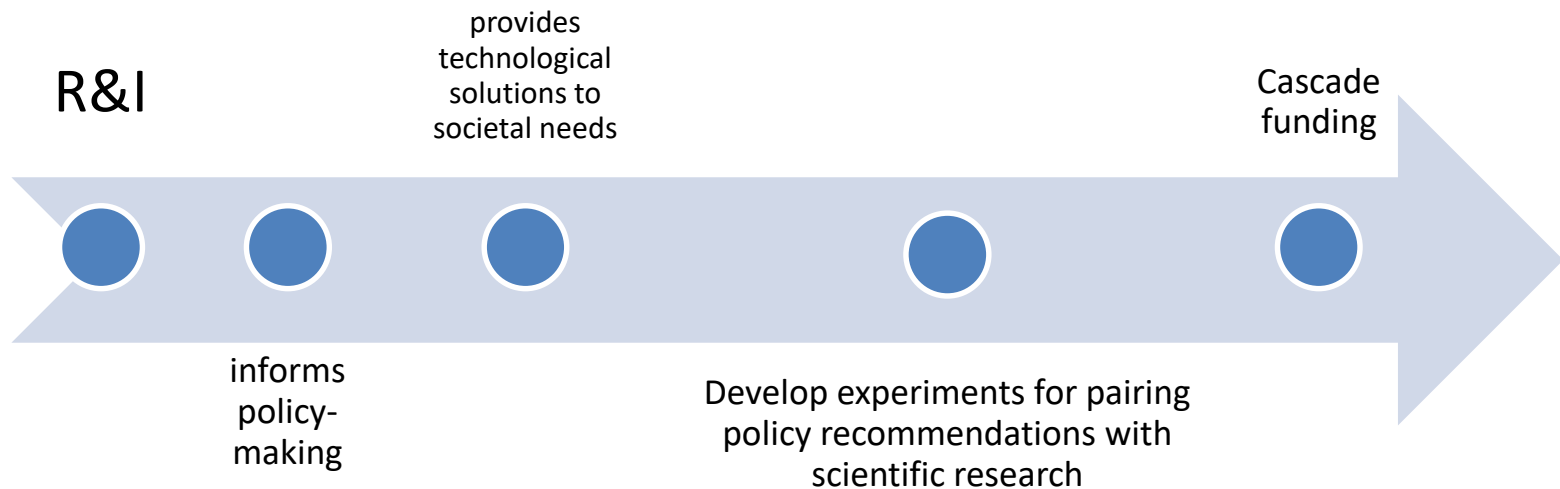 R&I
informs
policy-
making
provides
technological
solutions to
societal needs
Develop experiments for pairing
policy recommendations with
scientific research
Cascade
funding